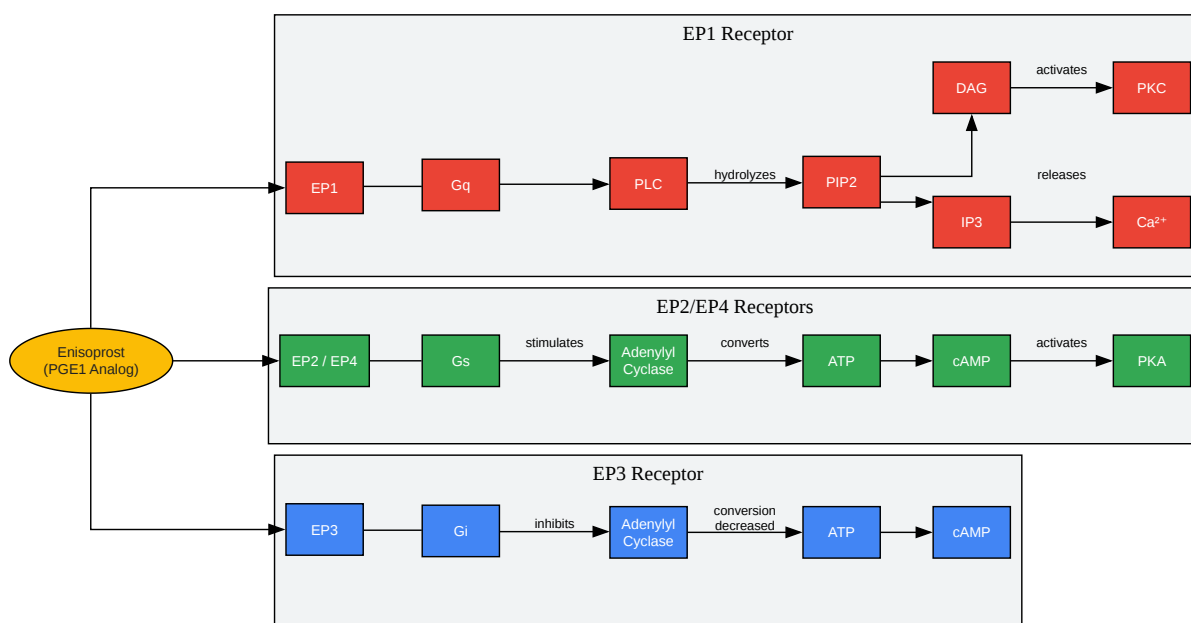 EP1 Receptor
DAG
activates
PKC
EP1
Gq
PLC
hydrolyzes
PIP2
releases
IP3
Ca²⁺
EP2/EP4 Receptors
Enisoprost
(PGE1 Analog)
EP2 / EP4
Gs
stimulates
Adenylyl
Cyclase
converts
ATP
cAMP
activates
PKA
EP3 Receptor
EP3
Gi
inhibits
Adenylyl
Cyclase
conversion
decreased
ATP
cAMP